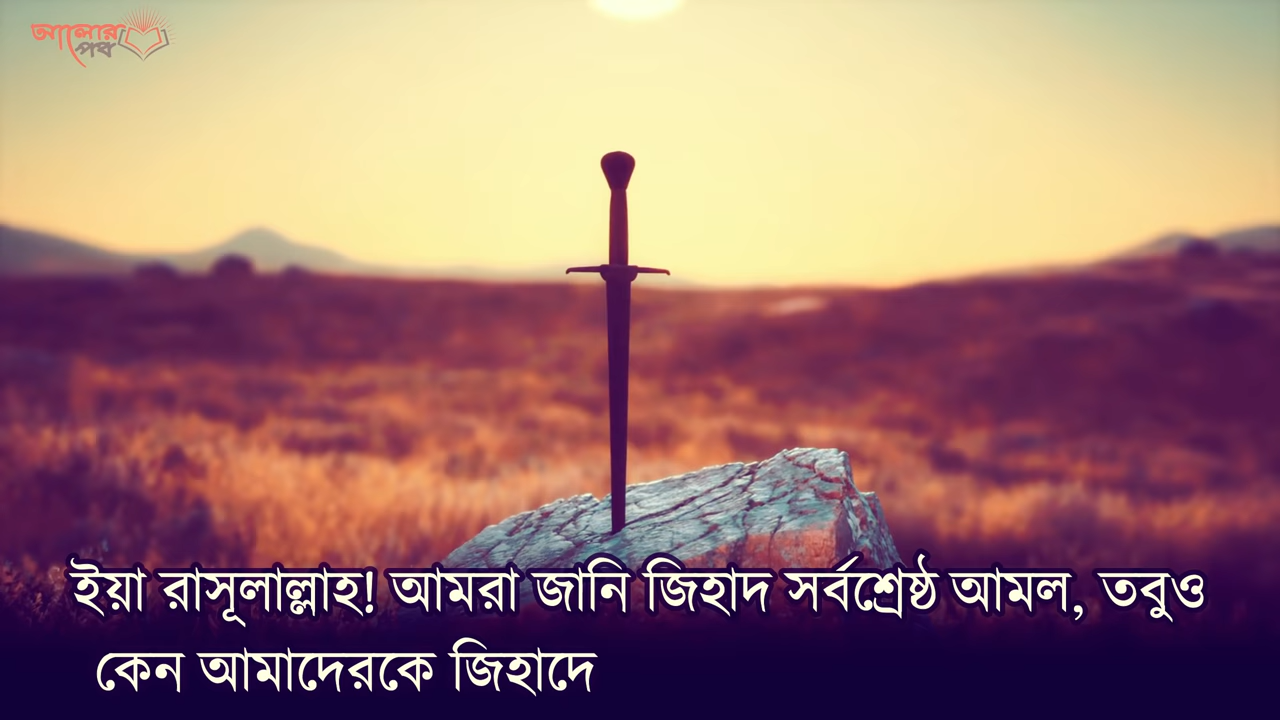 আলোর
পথ
ইয়া রাসূলাল্লাহ! আমরা জানি জিহাদ সর্বশ্রেষ্ঠ আমল, তবুও
কেন আমাদেরকে জিহাদে